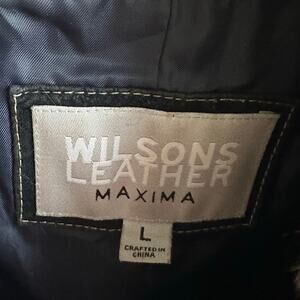 WILSONS
LEATHER
MAXIMA
L
CRAFTED IN
CHINA